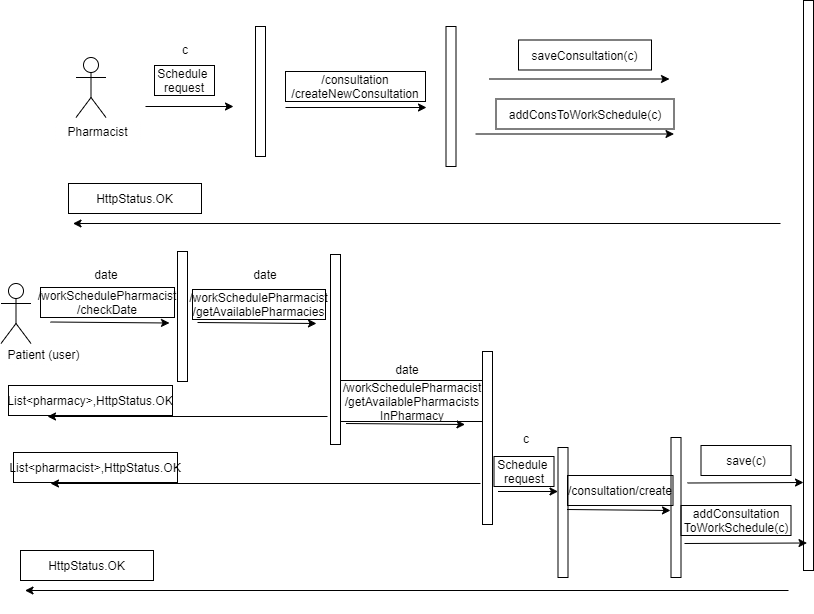 c
Schedule
request
Pharmacist
/consultation
/createNewConsultation
saveConsultation(c)
addConsToWorkSchedule(c)
HttpStatus.OK
date
/workSchedulePharmacist
/checkDate
Patient (user)
date
/workSchedulePharmacist
/getAvailablePharmacies
date
/workSchedulePharmacist
/getAvailablePharmacists
InPharmacy
List<pharmacy>,HttpStatus.OK
List<pharmacist>,HttpStatus.OK
c
Schedule
request
/consultation/create
save(c)
addConsultation
ToWorkSchedule(c)
HttpStatus.OK